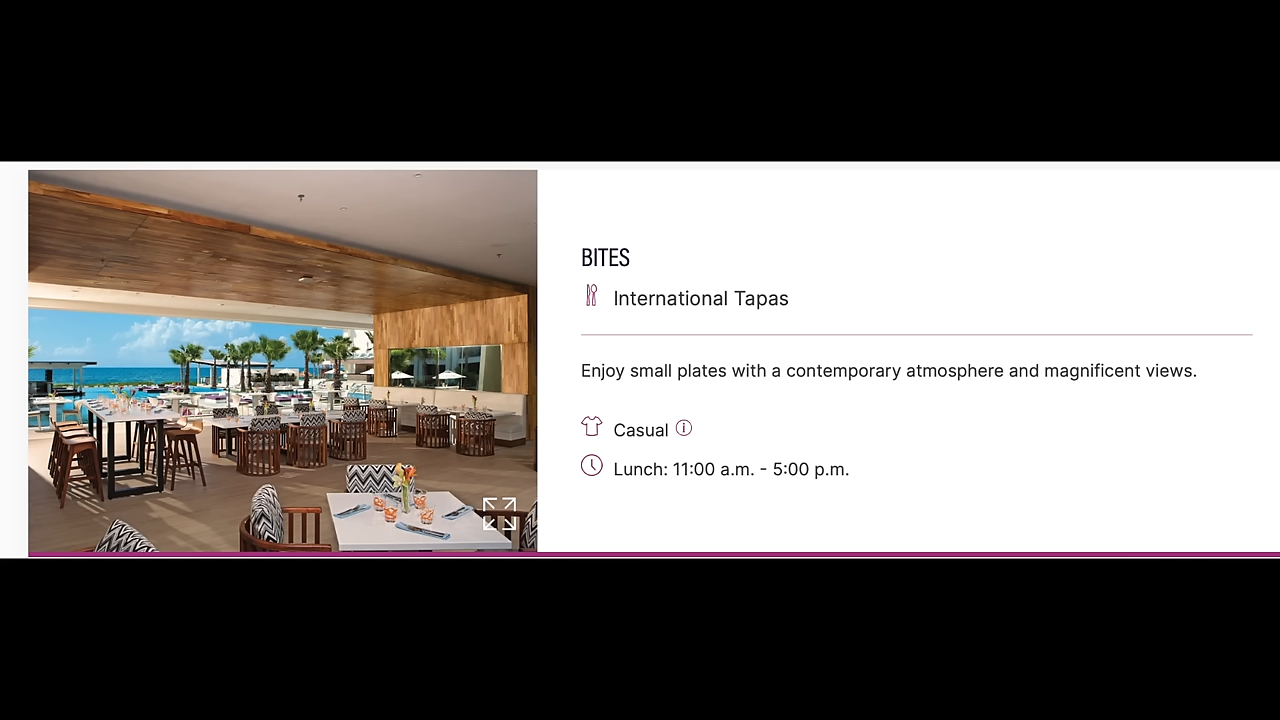 BITES
International Tapas
Enjoy small plates with a contemporary atmosphere and magnificent views.
Casual
Lunch: 11:00 a.m. - 5:00 p.m.